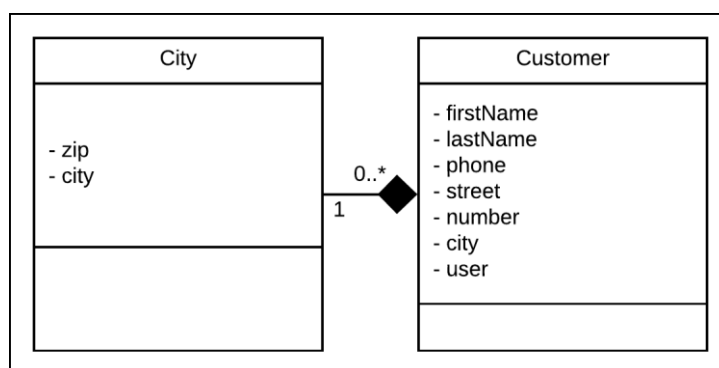 City
- zip
- city
0..*
1
Customer
- firstName
- lastName
- phone
- street
- number
- city
- user